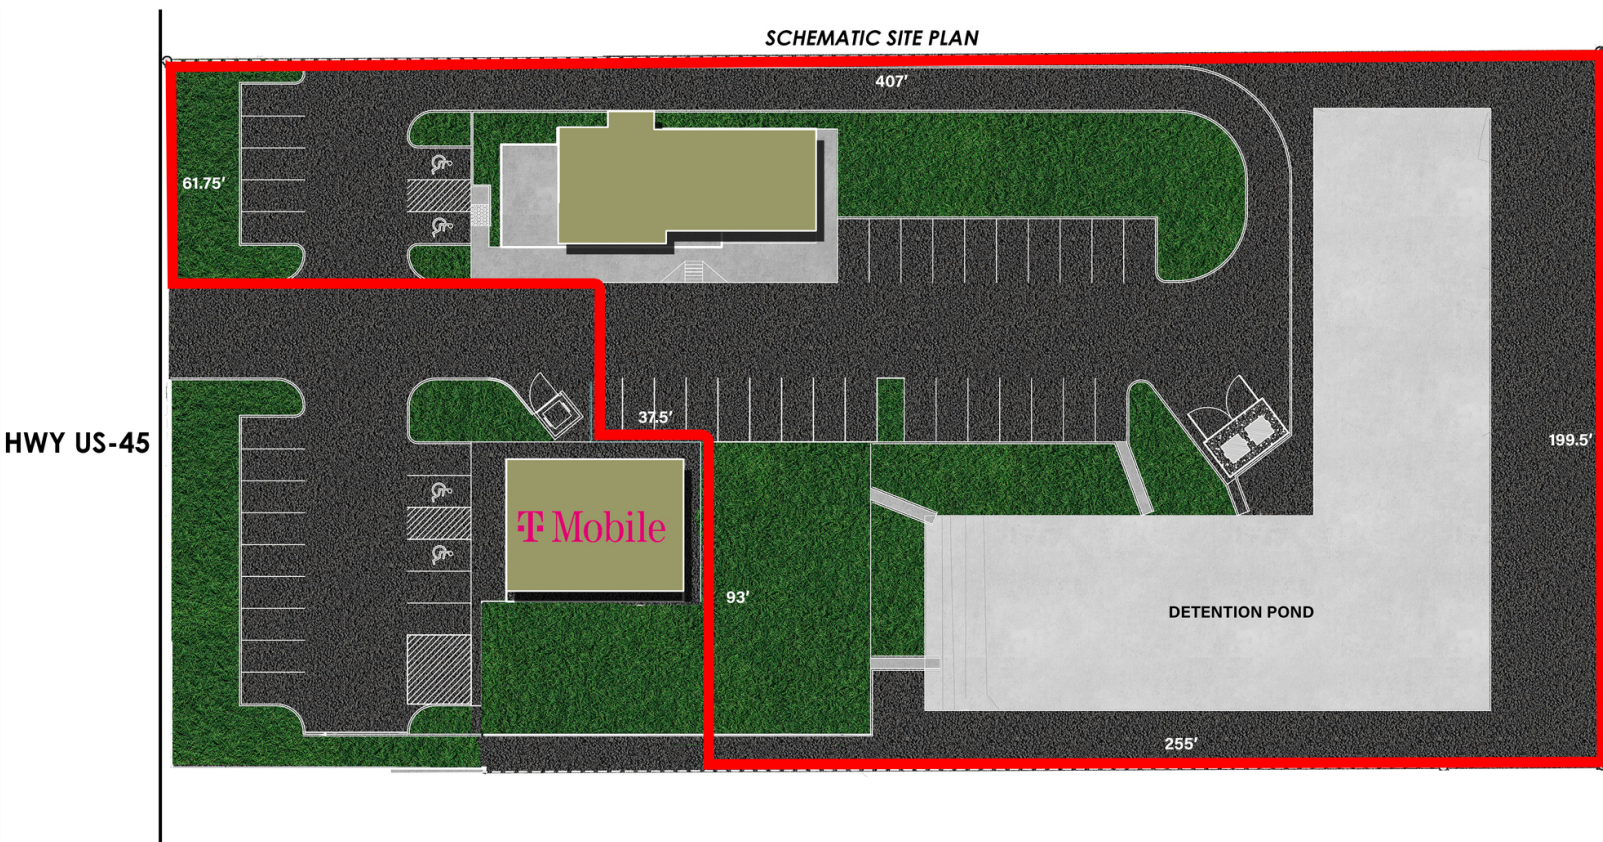 SCHEMATIC SITE PLAN
407'
61.75'
37.5'
HWY US-45
199.5'
T Mobile
93'
DETENTION POND
255'